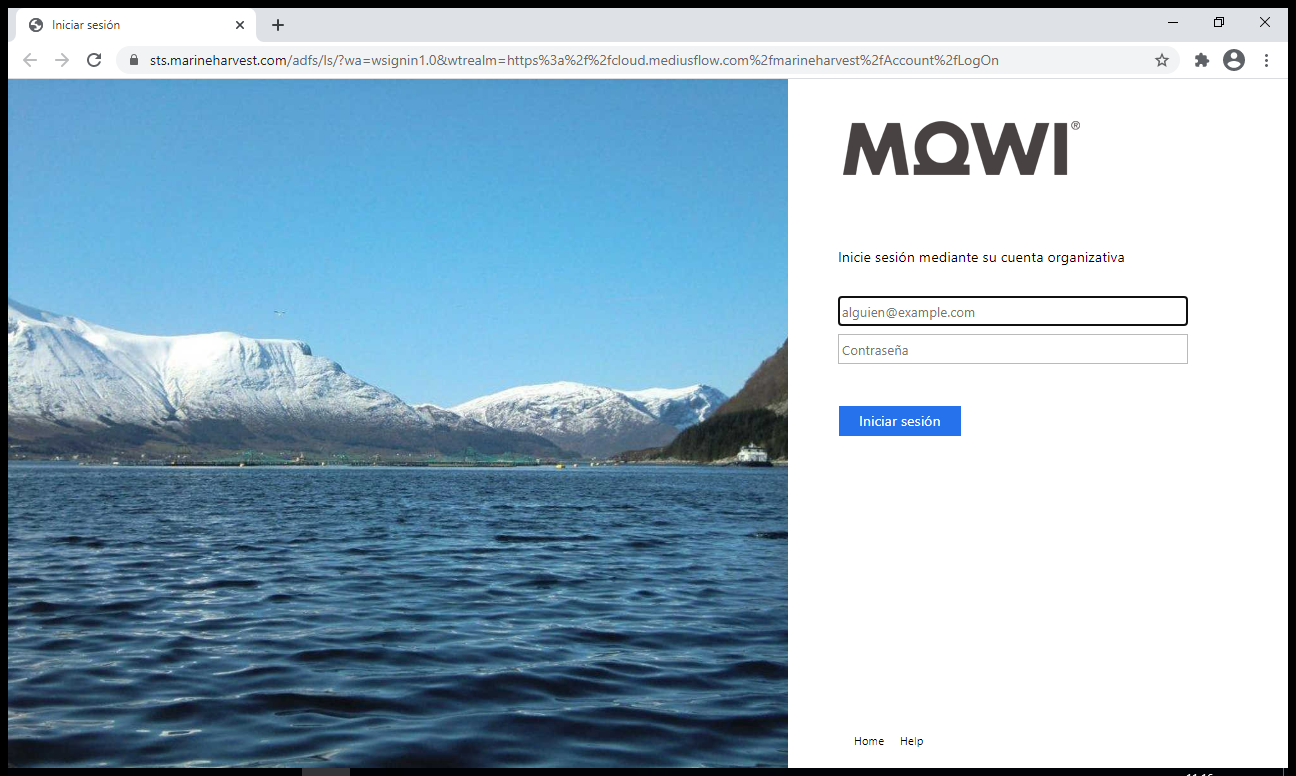 Iniciar sesión
sts.marineharvest.com/adfs/ls/?wa=wsignin1.0&wtrealm=https%3a%2f%2fcloud.mediusflow.com%2fmarineharvest%2fAccount%2fLogOn
MOWI®
Inicie sesión mediante su cuenta organizativa
alguien@example.com
Contraseña
Iniciar sesión
Home Help